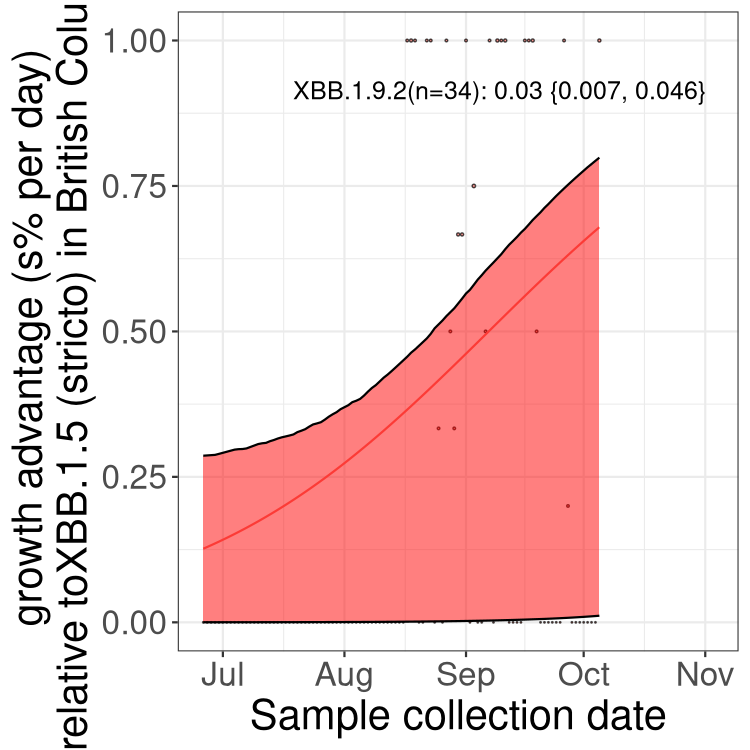 growth advantage (s% per day)
relative toXBB.1.5 (stricto) in British Colu
1.00
0.75
0.50
0.25
0.00
XBB.1.9.2(n=34): 0.03 {0.007, 0.046}
Jul Aug Sep Oct Nov
Sample collection date